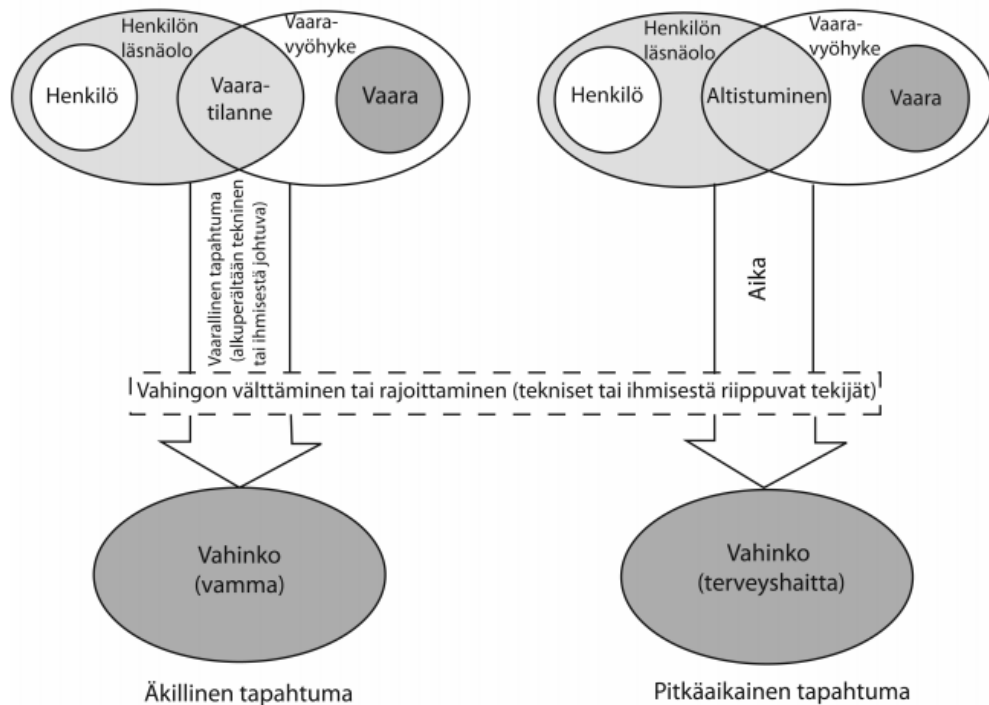 Henkilön
läsnäolo
Vaara-
vyöhyke
Henkilö
Vaara-
tilanne
Vaara
Vaarallinen tapahtuma
(alkuperältään tekninen
tai ihmisestä johtuva)
Henkilön
läsnäolo
Vaara-
vyöhyke
Henkilö
Altistuminen
Vaara
Aika
Vahingon välttäminen tai rajoittaminen (tekniset tai ihmisestä riippuvat tekijät)
Vahinko
(vamma)
Vahinko
(terveyshaitta)
Äkillinen tapahtuma
Pitkäaikainen tapahtuma